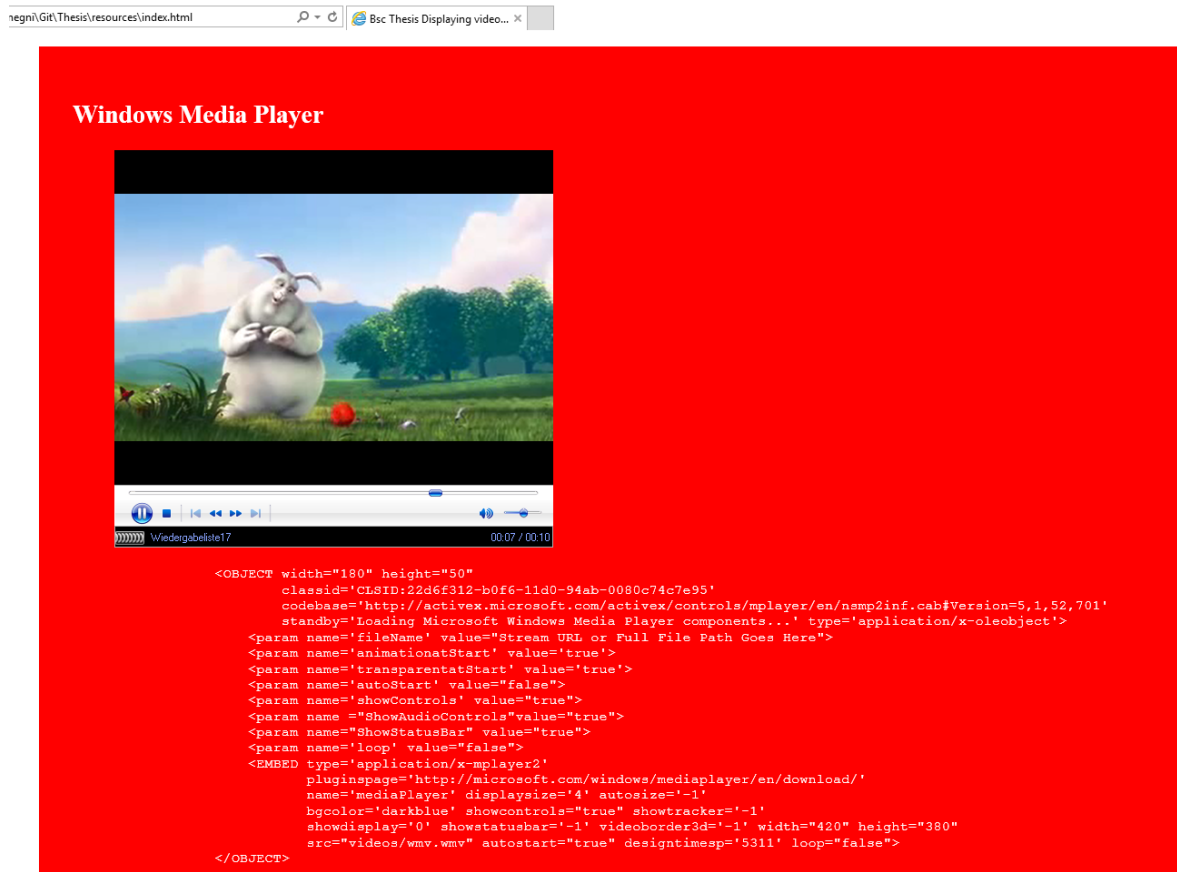 negni\Git\Thesis\resources\index.html
Bsc Thesis Displaying video...
Windows Media Player
Wiedergabeliste17 00:07 / 00:10
<OBJECT width="180" height="50"
classid='CLSID:22d6f312-b0f6-11d0-94ab-0080c74c7e95'
codebase='http://activex.microsoft.com/activex/controls/mplayer/en/nsmp2inf.cab#Version=5,1,52,701'
standby='Loading Microsoft Windows Media Player components...' type='application/x-oleobject'>
<param name='fileName' value="Stream URL or Full File Path Goes Here">
<param name='animationatStart' value='true'>
<param name='transparentatStart' value='true'>
<param name='autoStart' value="false">
<param name='showControls' value="true">
<param name ="ShowAudioControls"value="true">
<param name="ShowStatusBar" value="true">
<param name='loop' value="false">
<EMBED type='application/x-mplayer2'
pluginspage='http://microsoft.com/windows/mediaplayer/en/download/'
name='mediaPlayer' displaysize='4' autosize='-1'
bgcolor='darkblue' showcontrols="true" showtracker='-1'
showdisplay='0' showstatusbar='-1' videoborder3d='-1' width="420" height="380"
src="videos/wmv.wmv" autostart="true" designtimesp='5311' loop="false">
</OBJECT>